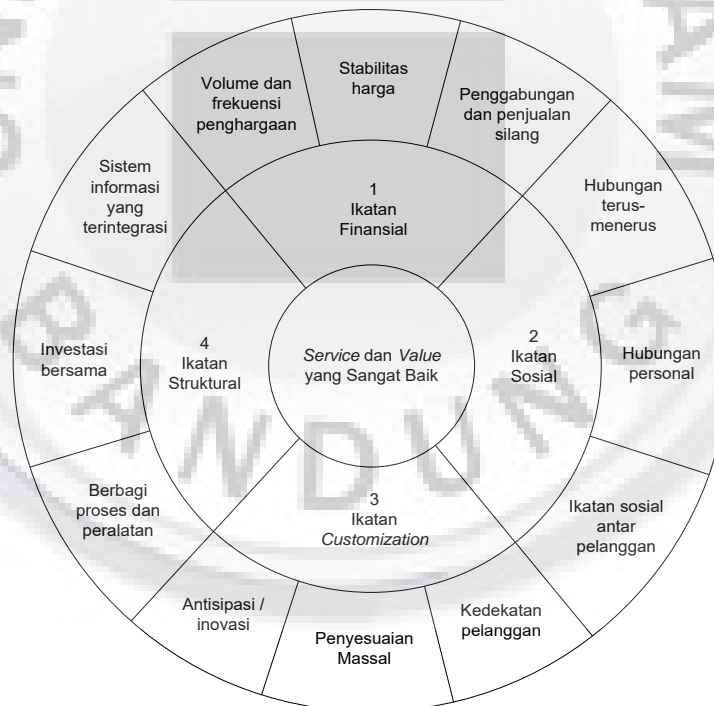 Volume dan
frekuensi
penghargaan
Stabilitas
harga
Penggabungan
dan penjualan
silang
Sistem
informasi
yang
terintegrasi
1
Ikatan
Finansial
Hubungan
terus-
menerus
Investasi
bersama
4
Ikatan
Struktural
Service dan Value
yang Sangat Baik
2
Ikatan
Sosial
Hubungan
personal
Berbagi
proses dan
peralatan
3
Ikatan
Customization
Ikatan sosial
antar
pelanggan
Antisipasi /
inovasi
Penyesuaian
Massal
Kedekatan
pelanggan
BANDUNG